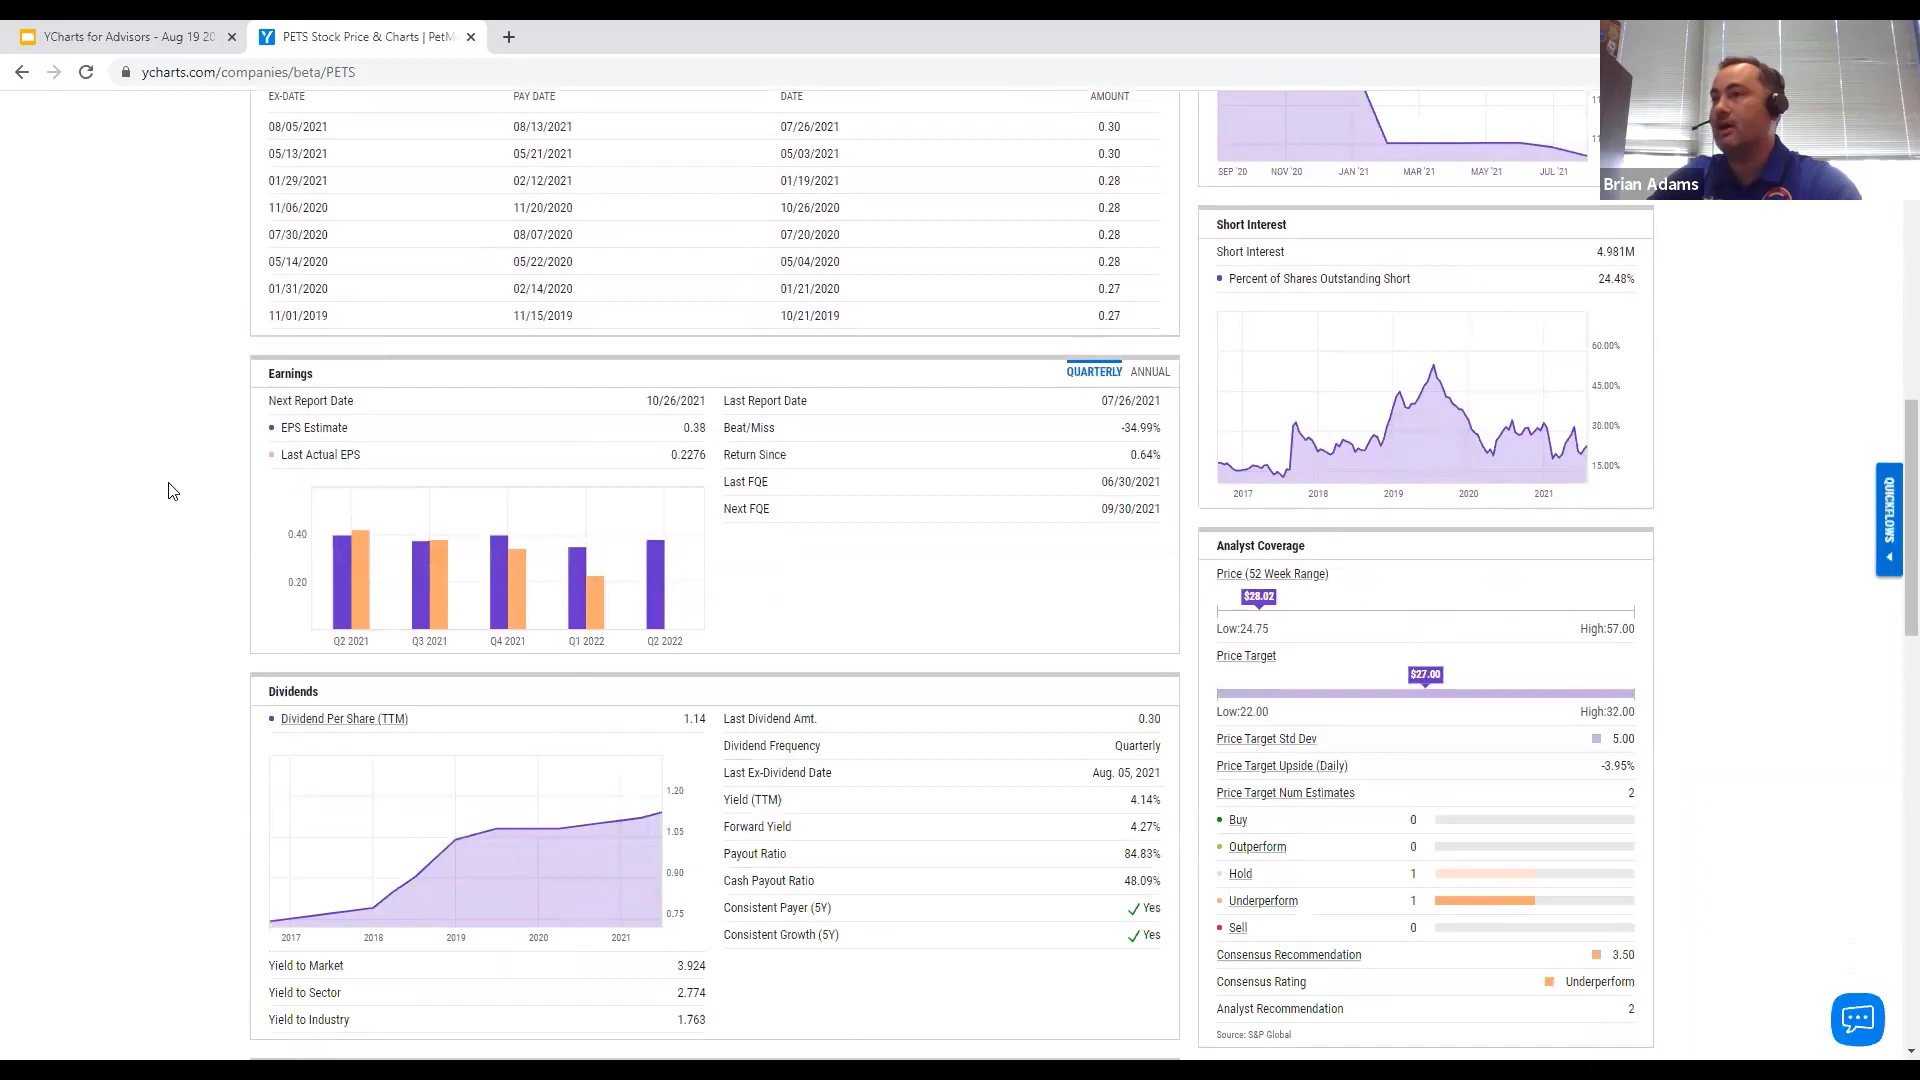 YCharts for Advisors - Aug 19 20
PETS Stock Price & Charts | PetM
ycharts.com/companies/beta/PETS
Brian Adams
EX-DATE PAY DATE DATE AMOUNT
08/05/2021 08/13/2021 07/26/2021 0.30
05/13/2021 05/21/2021 05/03/2021 0.30
01/29/2021 02/12/2021 01/19/2021 0.28
11/06/2020 11/20/2020 10/26/2020 0.28
07/30/2020 08/07/2020 07/20/2020 0.28
05/14/2020 05/22/2020 05/04/2020 0.28
01/31/2020 02/14/2020 01/21/2020 0.27
11/01/2019 11/15/2019 10/21/2019 0.27
Earnings
QUARTERLY ANNUAL
Next Report Date 10/26/2021
EPS Estimate 0.38
Last Actual EPS 0.2276
0.40
0.20
Q2 2021 Q3 2021 Q4 2021 Q1 2022 Q2 2022
Last Report Date 07/26/2021
Beat/Miss -34.99%
Return Since 0.64%
Last FQE 06/30/2021
Next FQE 09/30/2021
Dividends
Dividend Per Share (TTM) 1.14
1.20
1.05
0.90
0.75
2017 2018 2019 2020 2021
Yield to Market 3.924
Yield to Sector 2.774
Yield to Industry 1.763
Last Dividend Amt. 0.30
Dividend Frequency Quarterly
Last Ex-Dividend Date Aug. 05, 2021
Yield (TTM) 4.14%
Forward Yield 4.27%
Payout Ratio 84.83%
Cash Payout Ratio 48.09%
Consistent Payer (5Y) Yes
Consistent Growth (5Y) Yes
SEP '20 NOV '20 JAN '21 MAR '21 MAY '21 JUL '21
Short Interest
Short Interest 4.981M
Percent of Shares Outstanding Short 24.48%
60.00%
45.00%
30.00%
15.00%
2017 2018 2019 2020 2021
Analyst Coverage
Price (52 Week Range)
$28.02
Low:24.75 High:57.00
Price Target
$27.00
Low:22.00 High:32.00
Price Target Std Dev 5.00
Price Target Upside (Daily) -3.95%
Price Target Num Estimates 2
Buy 0
Outperform 0
Hold 1
Underperform 1
Sell 0
Consensus Recommendation 3.50
Consensus Rating Underperform
Analyst Recommendation 2
Source: S&P Global
QUICKFLOWS